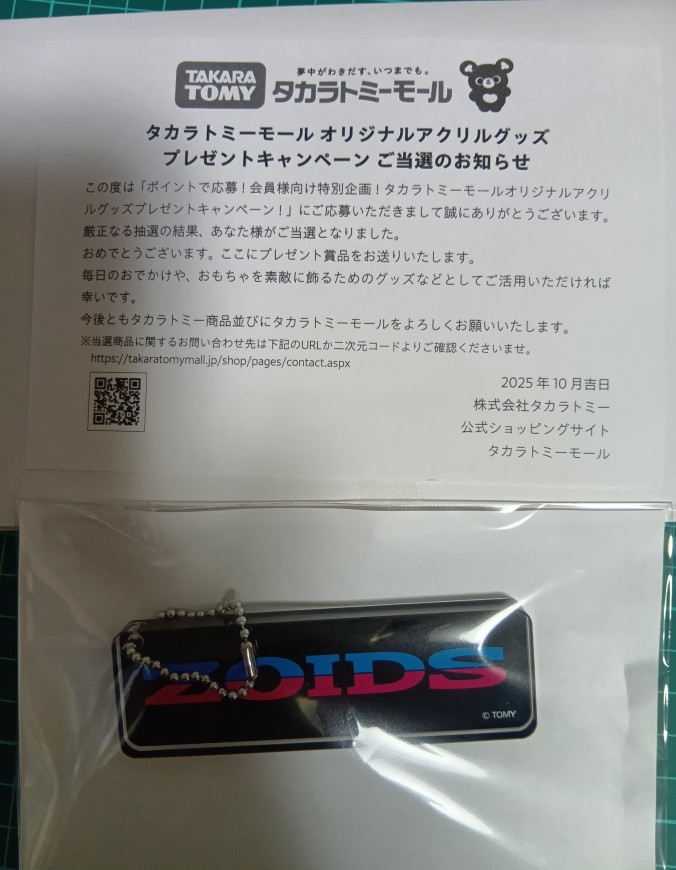 TAKARA
TOMY
夢中がわきだす、いつまでも。
タカラトミーモール
タカラトミーモール オリジナルアクリルグッズ
プレゼントキャンペーン ご当選のお知らせ
この度は「ポイントで応募!会員様向け特別企画!タカラトミーモールオリジナルアクリ
ルグッズプレゼントキャンペーン!」にご応募いただきまして誠にありがとうございます。
厳正なる抽選の結果、あなた様がご当選となりました。
おめでとうございます。ここにプレゼント賞品をお送りいたします。
毎日のおでかけや、おもちゃを素敵に飾るためのグッズなどとしてご活用いただければ
幸いです。
今後ともタカラトミー商品並びにタカラトミーモールをよろしくお願いいたします。
※当選商品に関するお問い合わせ先は下記のURLか二次元コードよりご確認くださいませ。
https://takaratomymall.jp/shop/pages/contact.aspx
2025年10月吉日
株式会社タカラトミー
公式ショッピングサイト
タカラトミーモール
ZOIDS
© TOMY